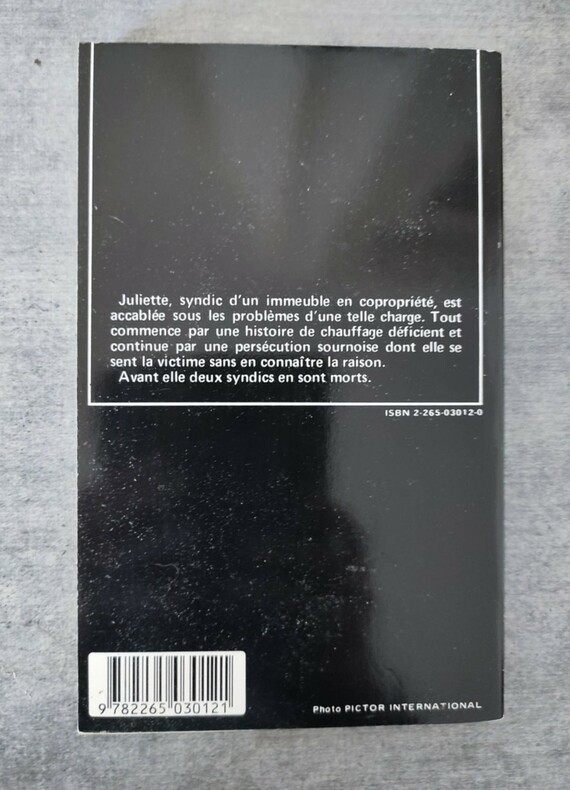 Juliette, syndic d'un immeuble en copropriété, est
accablée sous les problèmes d'une telle charge. Tout
commence par une histoire de chauffage déficient et
continue par une persécution sournoise dont elle se
sent la victime sans en connaître la raison.
Avant elle deux syndics en sont morts.
ISBN 2-265-03012-0
9 782265 030121
Photo PICTOR INTERNATIONAL